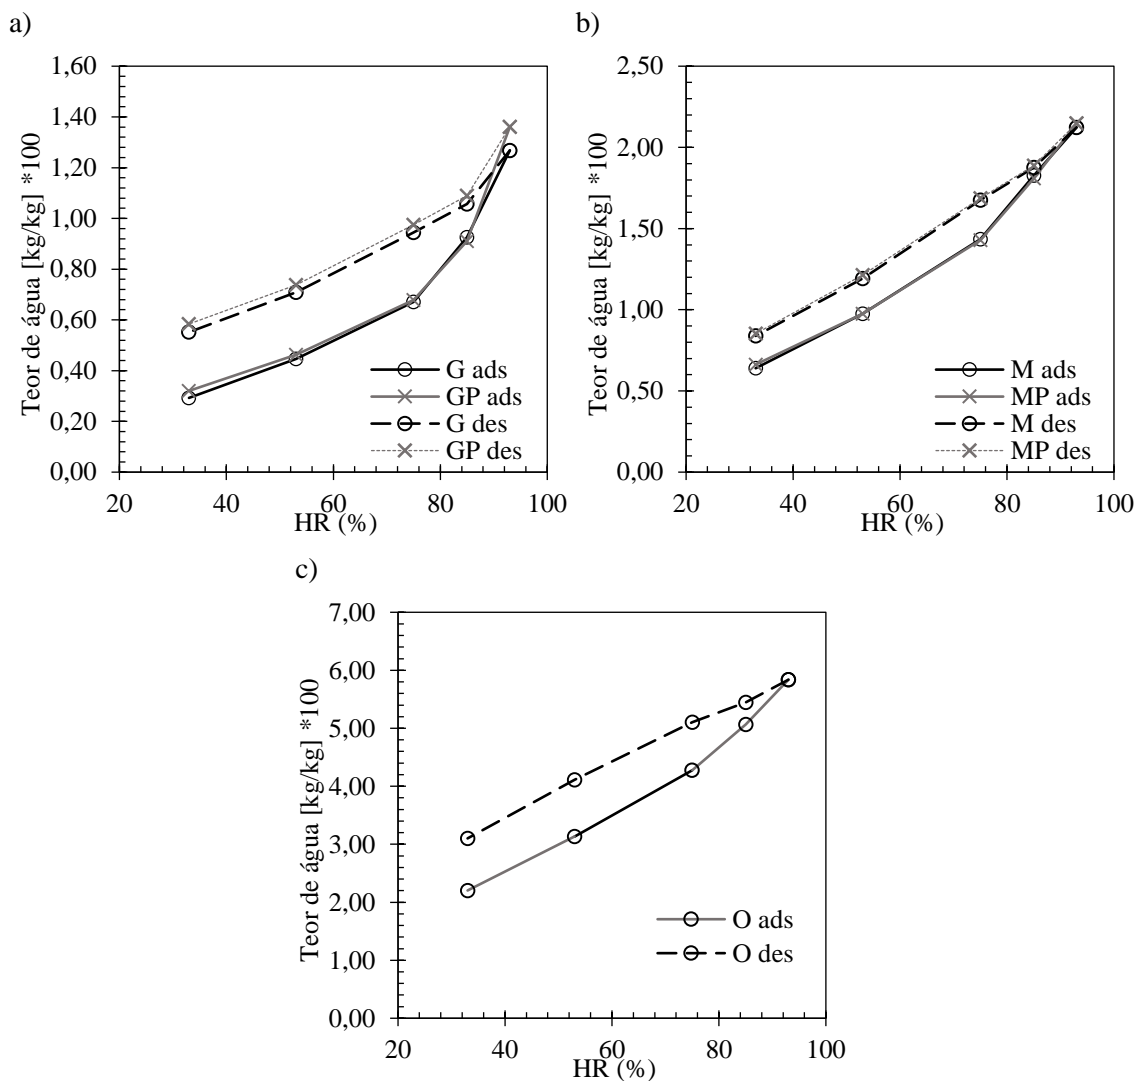 a)
Teor de água [kg/kg] *100
1,60
1,40
1,20
1,00
0,80
0,60
0,40
0,20
0,00
20 40 60 80 100
HR (%)
G ads
GP ads
G des
GP des
b)
Teor de água [kg/kg] *100
2,50
2,00
1,50
1,00
0,50
0,00
20 40 60 80 100
HR (%)
M ads
MP ads
M des
MP des
c)
Teor de água [kg/kg] *100
7,00
6,00
5,00
4,00
3,00
2,00
1,00
0,00
20 40 60 80 100
HR (%)
O ads
O des